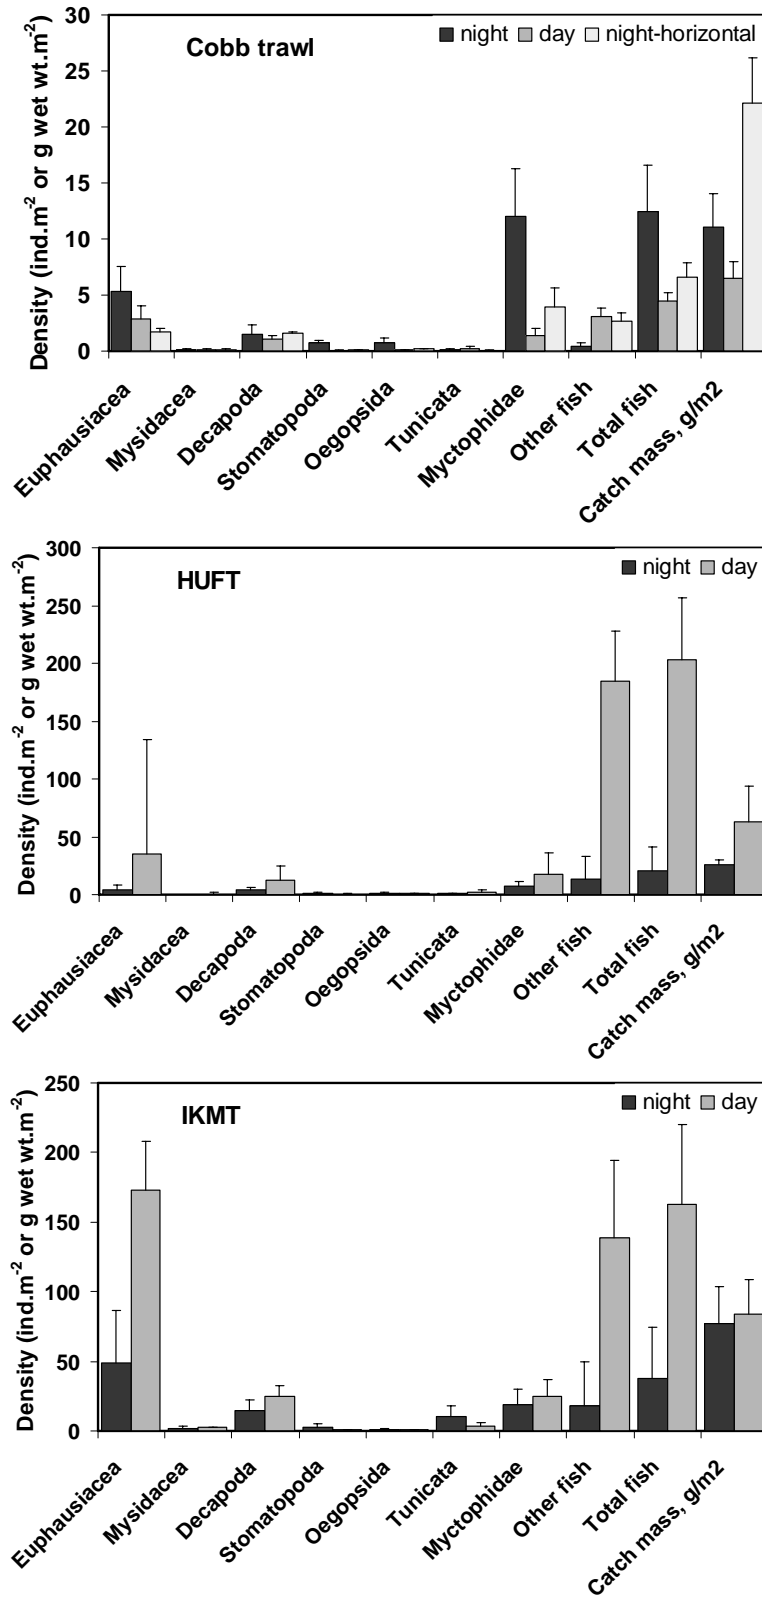 Cobb trawl
night day night-horizontal
Density (ind.m-2 or g wet wt.m-2)
30
25
20
15
10
5
0
Euphausiacea
Mysidacea
Decapoda
Stomatopoda
Oegopsida
Tunicata
Myctophidae
Other fish
Total fish
Catch mass, g/m2
HUFT
night day
Density (ind.m-2 or g wet wt.m-2)
300
250
200
150
100
50
0
Euphausiacea
Mysidacea
Decapoda
Stomatopoda
Oegopsida
Tunicata
Myctophidae
Other fish
Total fish
Catch mass, g/m2
IKMT
night day
Density (ind.m-2 or g wet wt.m-2)
250
200
150
100
50
0
Euphausiacea
Mysidacea
Decapoda
Stomatopoda
Oegopsida
Tunicata
Myctophidae
Other fish
Total fish
Catch mass, g/m2